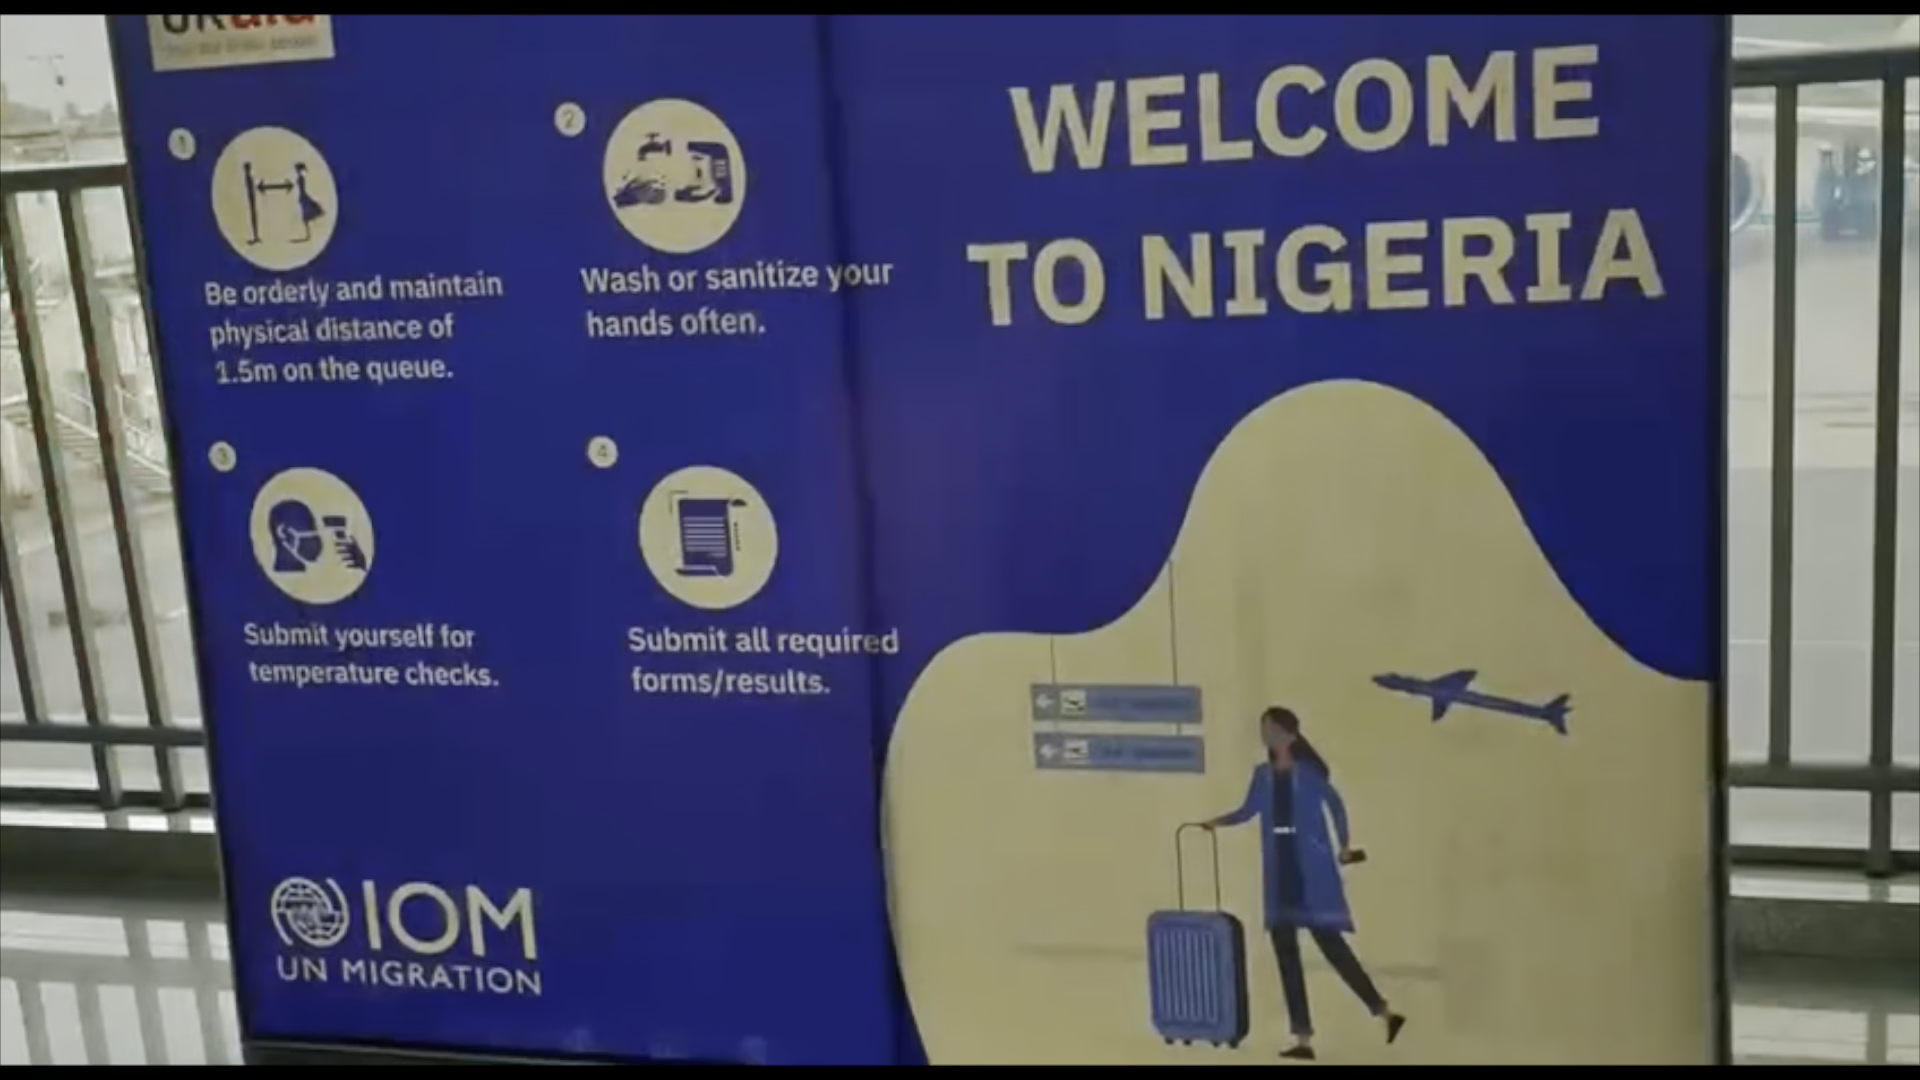 UKaid
1
Be orderly and maintain
physical distance of
1.5m on the queue.
2
Wash or sanitize your
hands often.
3
Submit yourself for
temperature checks.
4
Submit all required
forms/results.
IOM
UN MIGRATION
WELCOME
TO NIGERIA